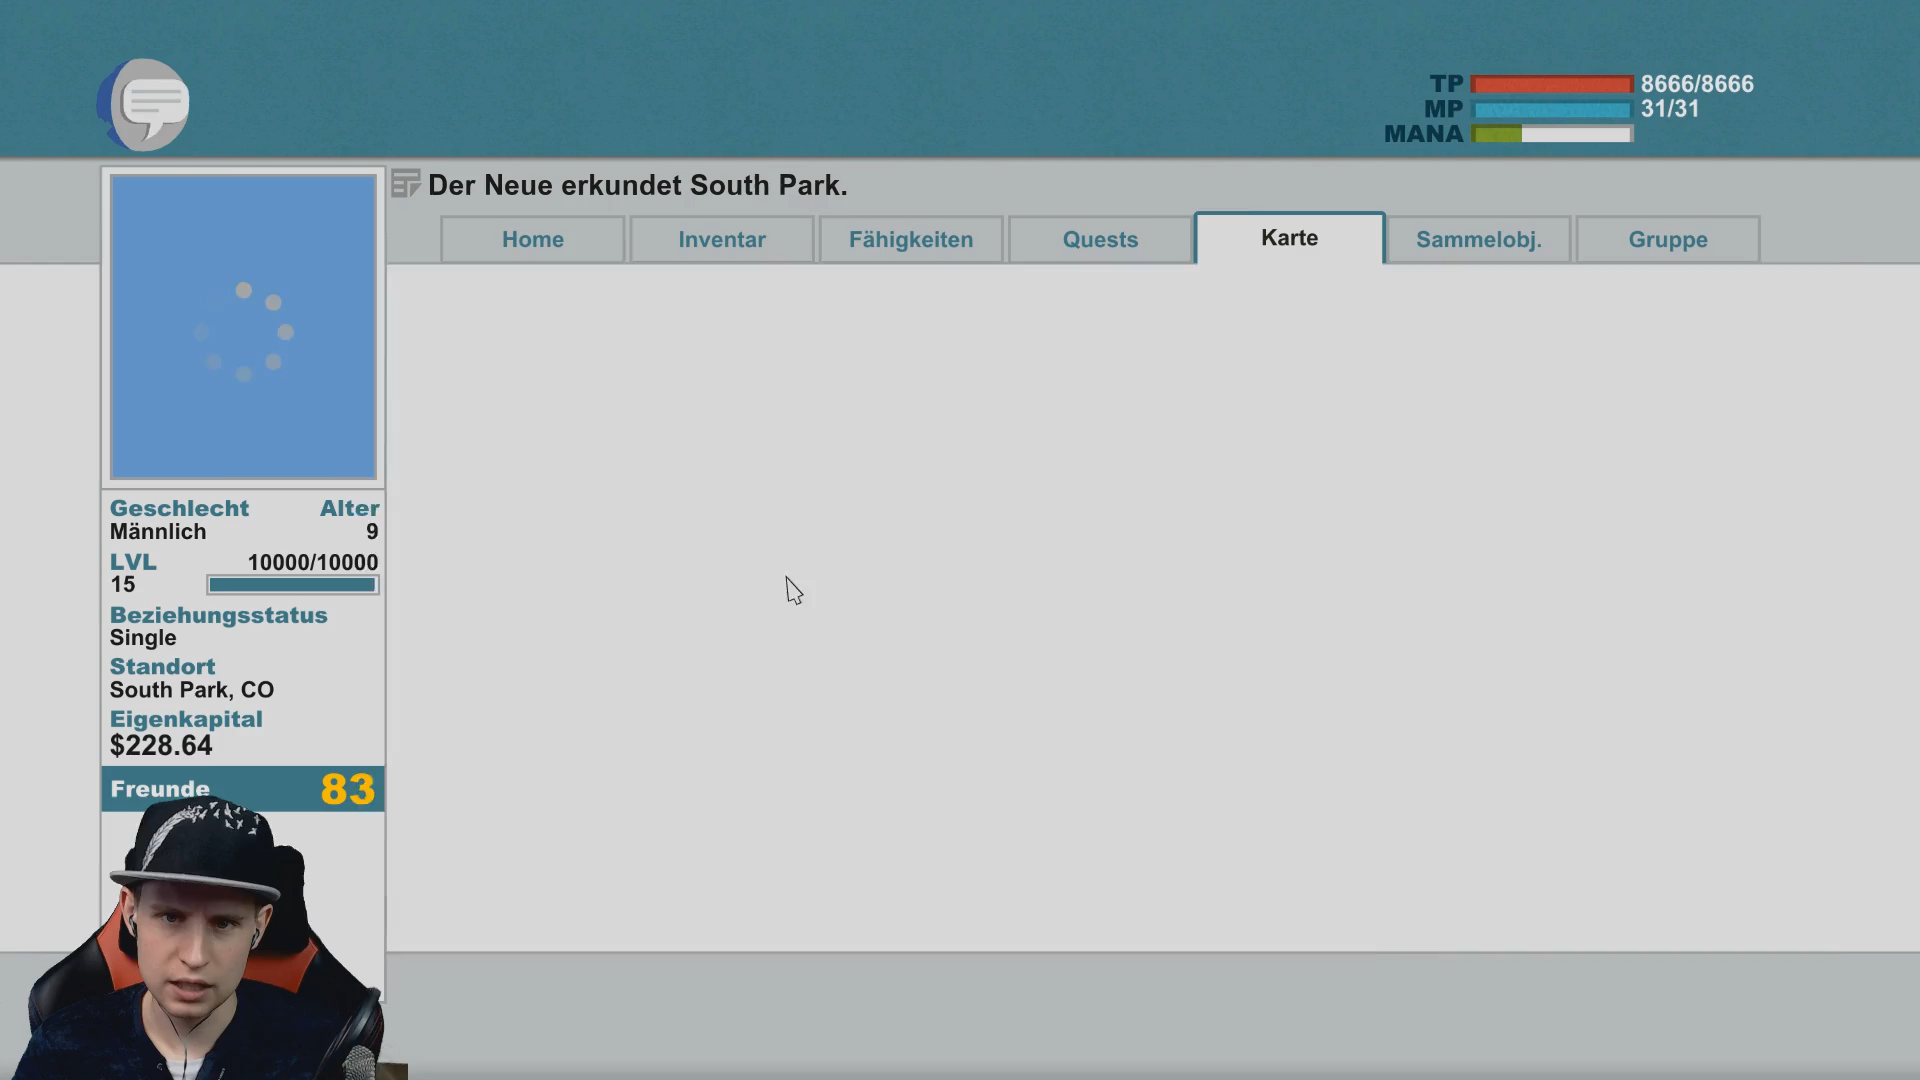 TP 8666/8666
MP 31/31
MANA
Der Neue erkundet South Park.
Home Inventar Fähigkeiten Quests Karte Sammelobj. Gruppe
Geschlecht Alter
Männlich 9
LVL 10000/10000
15
Beziehungsstatus
Single
Standort
South Park, CO
Eigenkapital
$228.64
Freunde 83